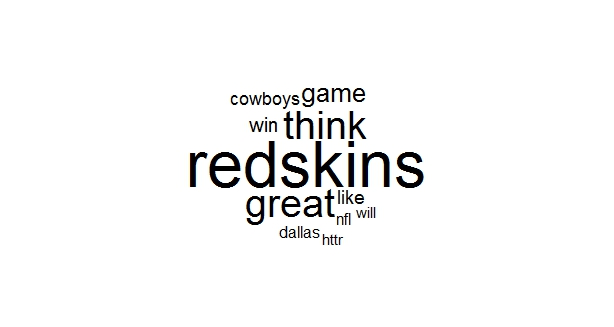 cowboys game
win think
redskins
great like
nfl will
dallas httr